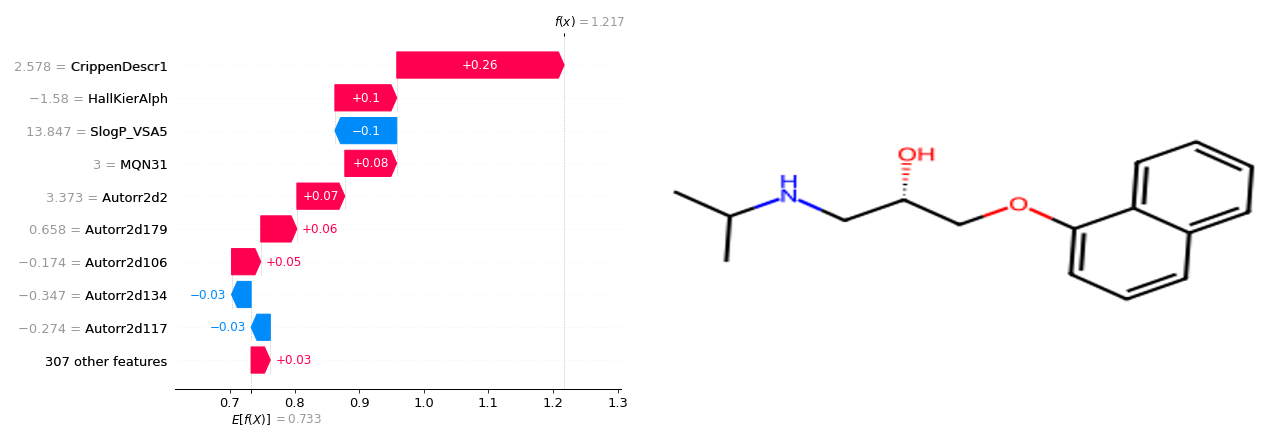 f(x) = 1.217
2.578 = CrippenDescr1
+0.26
−1.58 = HallKierAlph
+0.1
13.847 = SlogP_VSA5
−0.1
3 = MQN31
+0.08
3.373 = Autorr2d2
+0.07
0.658 = Autorr2d179
+0.06
−0.174 = Autorr2d106
+0.05
−0.347 = Autorr2d134
−0.03
−0.274 = Autorr2d117
−0.03
307 other features
+0.03
0.7 0.8 0.9 1.0 1.1 1.2 1.3
E[f(X)] = 0.733
OH
H
N
O